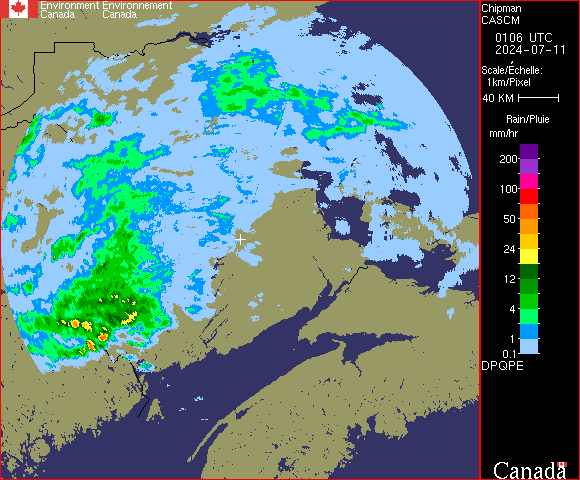 Environment Environnement
Canada Canada
Chipman
CASCM
0106 UTC
2024-07-11
Scale/Échelle:
1km/Pixel
40 KM
Rain/Pluie
mm/hr
200
100
50
24
12
4
1
0.1
DPQPE
Canada